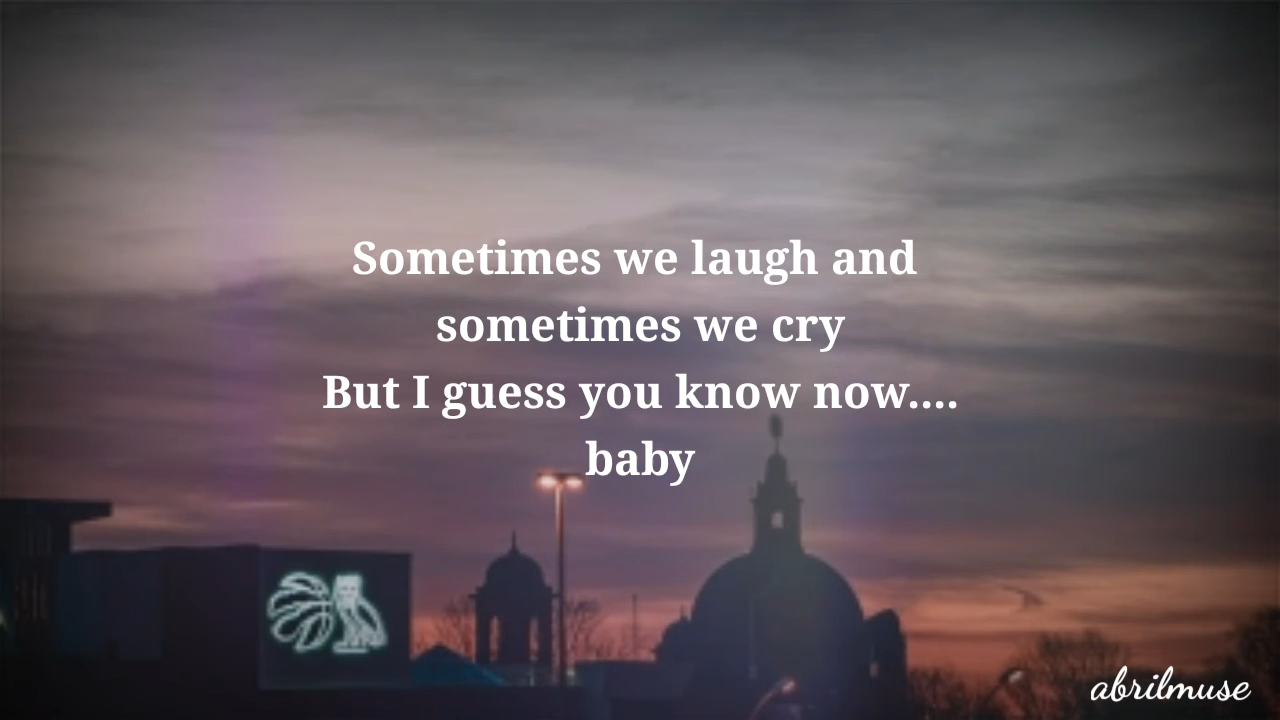 Sometimes we laugh and
sometimes we cry
But I guess you know now....
baby
abrilmuse